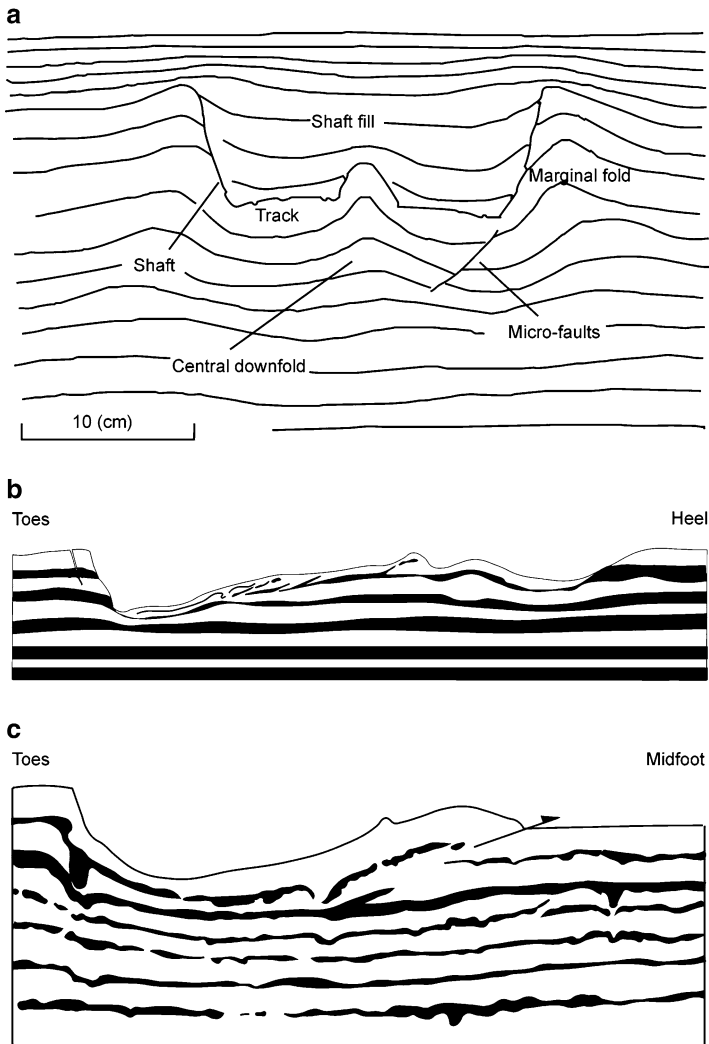 a
Shaft fill
Marginal fold
Track
Shaft
Micro-faults
Central downfold
10 (cm)
b
Toes Heel
c
Toes Midfoot